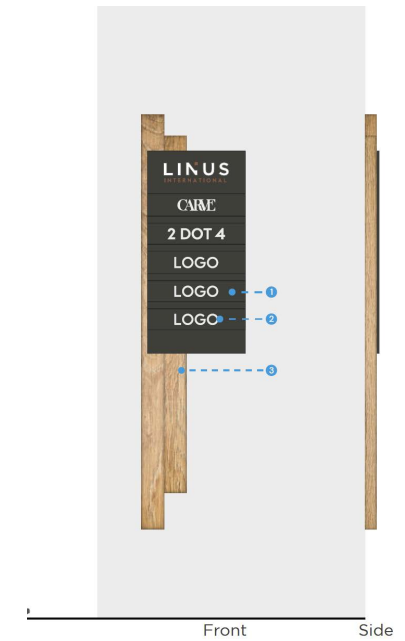 LINUS
INTERNATIONAL
CARVE
2 DOT 4
LOGO
LOGO
1
LOGO
2
3
Front
Side